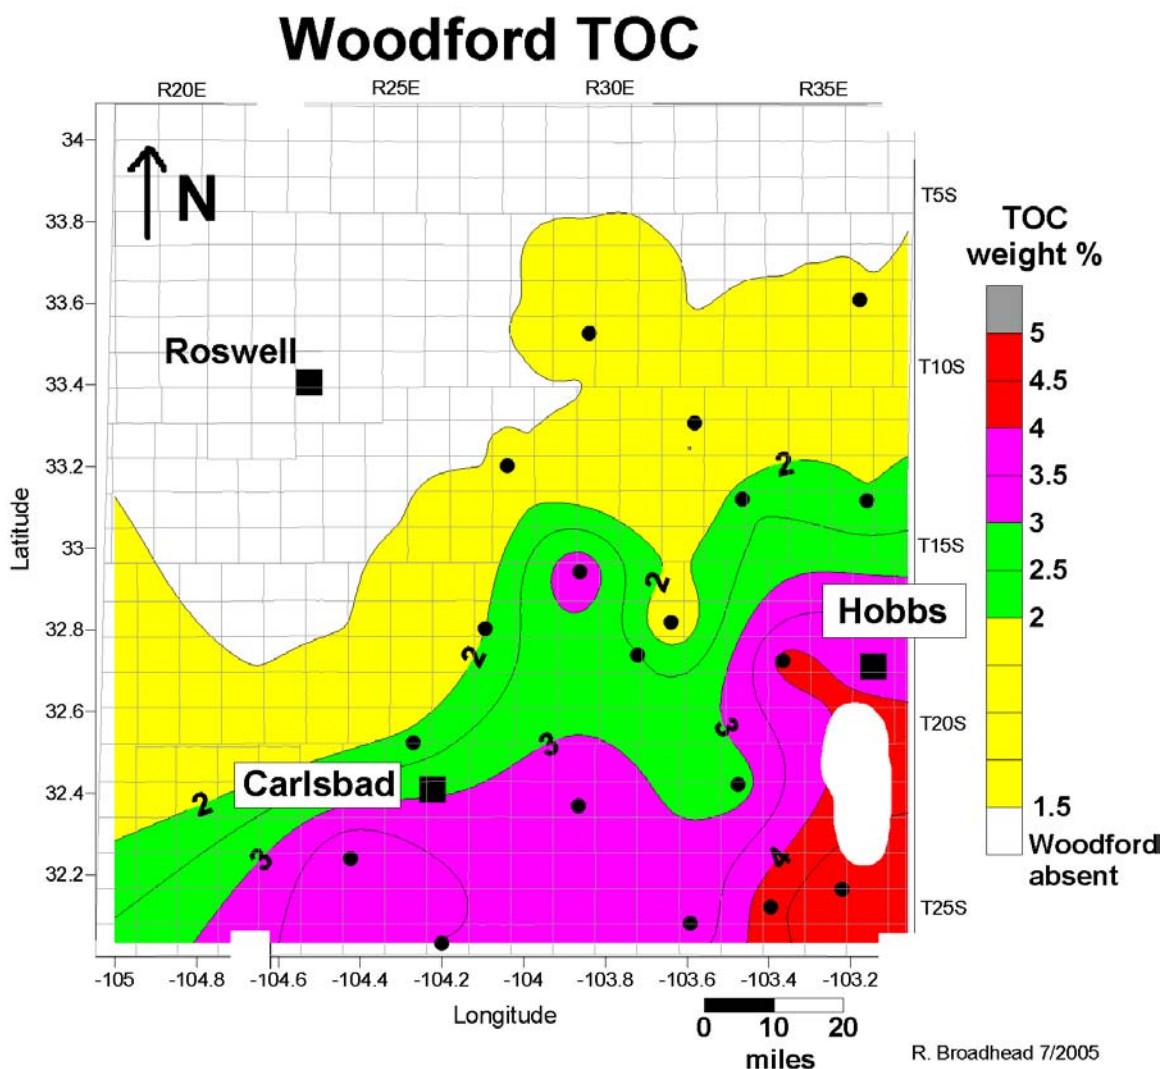 Woodford TOC
R20E R25E R30E R35E
34
33.8
33.6
33.4
33.2
33
32.8
32.6
32.4
32.2
Latitude
N
Roswell
Hobbs
Carlsbad
2
2
2
2
3
3
3
4
T5S
T10S
T15S
T20S
T25S
TOC
weight %
5
4.5
4
3.5
3
2.5
2
1.5
Woodford
absent
-105 -104.8 -104.6 -104.4 -104.2 -104 -103.8 -103.6 -103.4 -103.2
Longitude
0 10 20
miles
R. Broadhead 7/2005